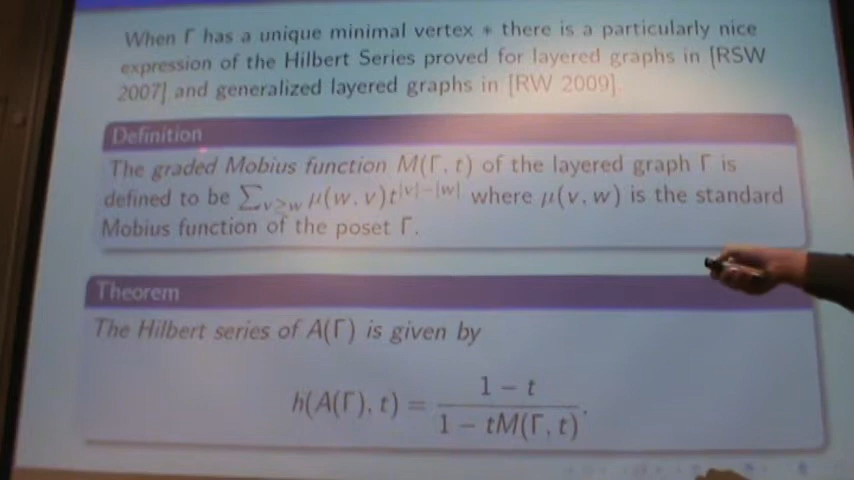 When Γ has a unique minimal vertex * there is a particularly nice
expression of the Hilbert Series proved for layered graphs in [RSW
2007] and generalized layered graphs in [RW 2009].
Definition
The graded Mobius function M(Γ, t) of the layered graph Γ is
defined to be ∑_{v≥w} μ(w, v)t^{|v|−|w|} where μ(v, w) is the standard
Mobius function of the poset Γ.
Theorem
The Hilbert series of A(Γ) is given by
h(A(Γ), t) = \frac{1 − t}{1 − tM(Γ, t)}.